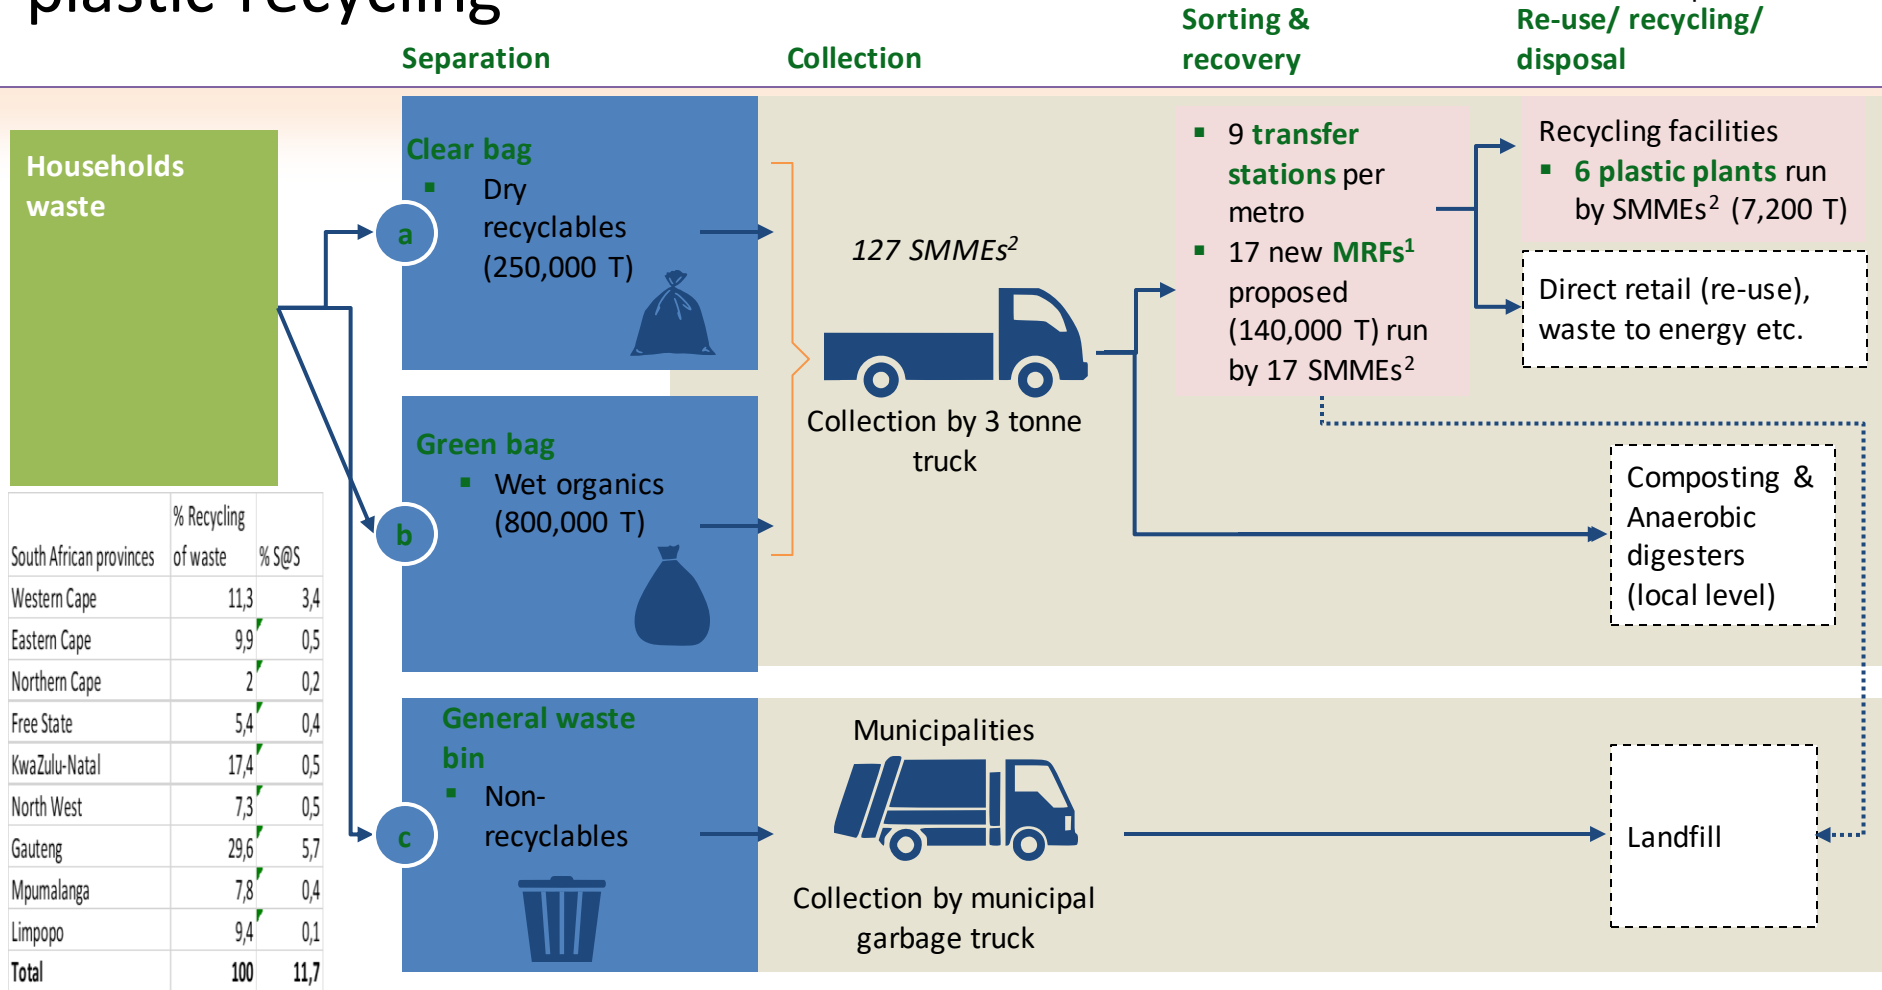 plastic recycling
Separation
Collection
Sorting &
recovery
Re-use/ recycling/
disposal
Households
waste
Clear bag
▪ Dry
recyclables
(250,000 T)
a
Green bag
▪ Wet organics
(800,000 T)
b
General waste
bin
▪ Non-
recyclables
c
127 SMMEs²
Collection by 3 tonne
truck
Municipalities
Collection by municipal
garbage truck
▪ 9 transfer
stations per
metro
▪ 17 new MRFs¹
proposed
(140,000 T) run
by 17 SMMEs²
Recycling facilities
▪ 6 plastic plants run
by SMMEs² (7,200 T)
Direct retail (re-use),
waste to energy etc.
Composting &
Anaerobic
digesters
(local level)
Landfill
% Recycling
South African provinces of waste % S@S
Western Cape 11,3 3,4
Eastern Cape 9,9 0,5
Northern Cape 2 0,2
Free State 5,4 0,4
KwaZulu-Natal 17,4 0,5
North West 7,3 0,5
Gauteng 29,6 5,7
Mpumalanga 7,8 0,4
Limpopo 9,4 0,1
Total 100 11,7